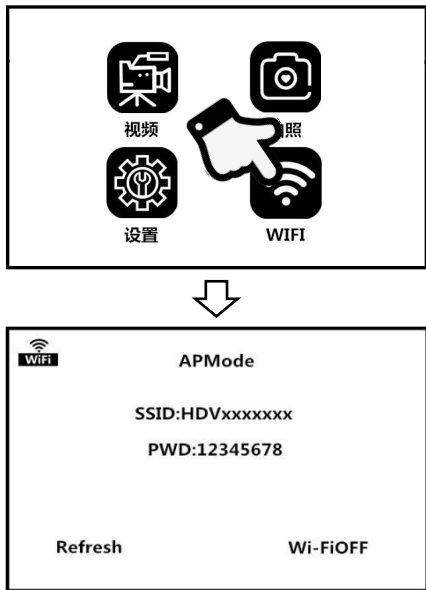 视频
照
设置
WIFI
WiFi
APMode
SSID:HDVxxxxxxx
PWD:12345678
Refresh
Wi-FiOFF